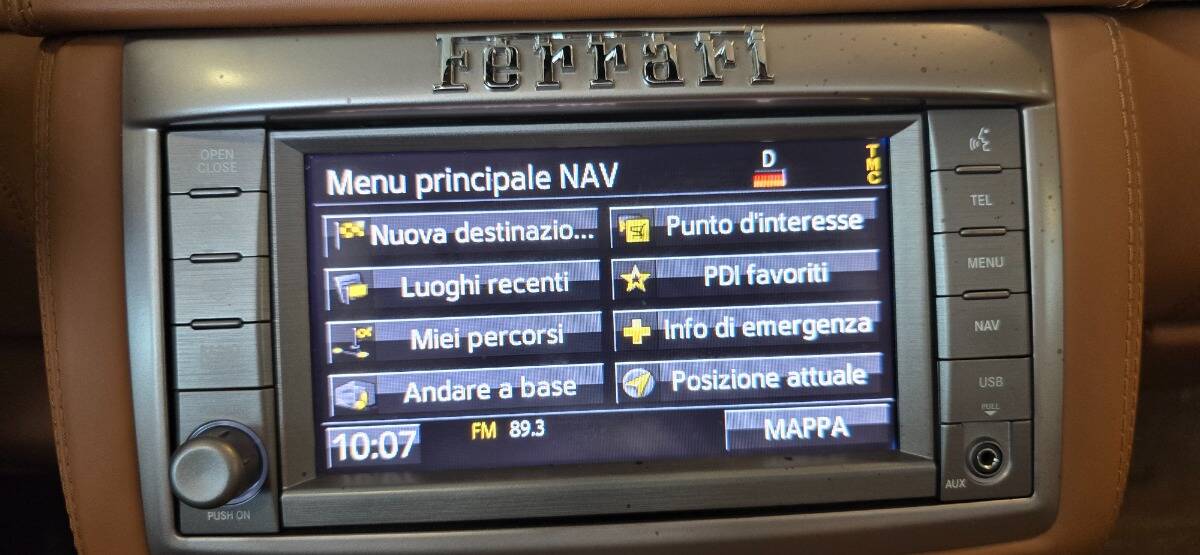 Ferrari
OPEN
CLOSE
Menu principale NAV
D
TMC
Nuova destinazio...
Punto d'interesse
Luoghi recenti
PDI favoriti
Miei percorsi
Info di emergenza
Andare a base
Posizione attuale
10:07
FM 89.3
MAPPA
TEL
MENU
NAV
USB
PULL
AUX
PUSH ON